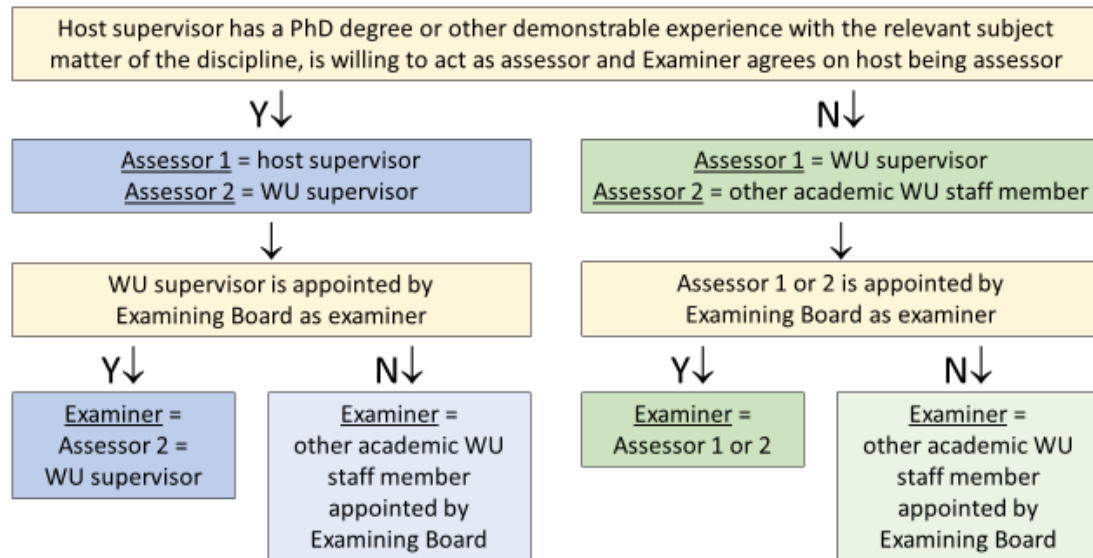 Host supervisor has a PhD degree or other demonstrable experience with the relevant subject
matter of the discipline, is willing to act as assessor and Examiner agrees on host being assessor
Y↓
N↓
Assessor 1 = host supervisor
Assessor 2 = WU supervisor
Assessor 1 = WU supervisor
Assessor 2 = other academic WU staff member
↓
↓
WU supervisor is appointed by
Examining Board as examiner
Assessor 1 or 2 is appointed by
Examining Board as examiner
Y↓
N↓
Y↓
N↓
Examiner =
Assessor 2 =
WU supervisor
Examiner =
other academic WU
staff member
appointed by
Examining Board
Examiner =
Assessor 1 or 2
Examiner =
other academic WU
staff member
appointed by
Examining Board